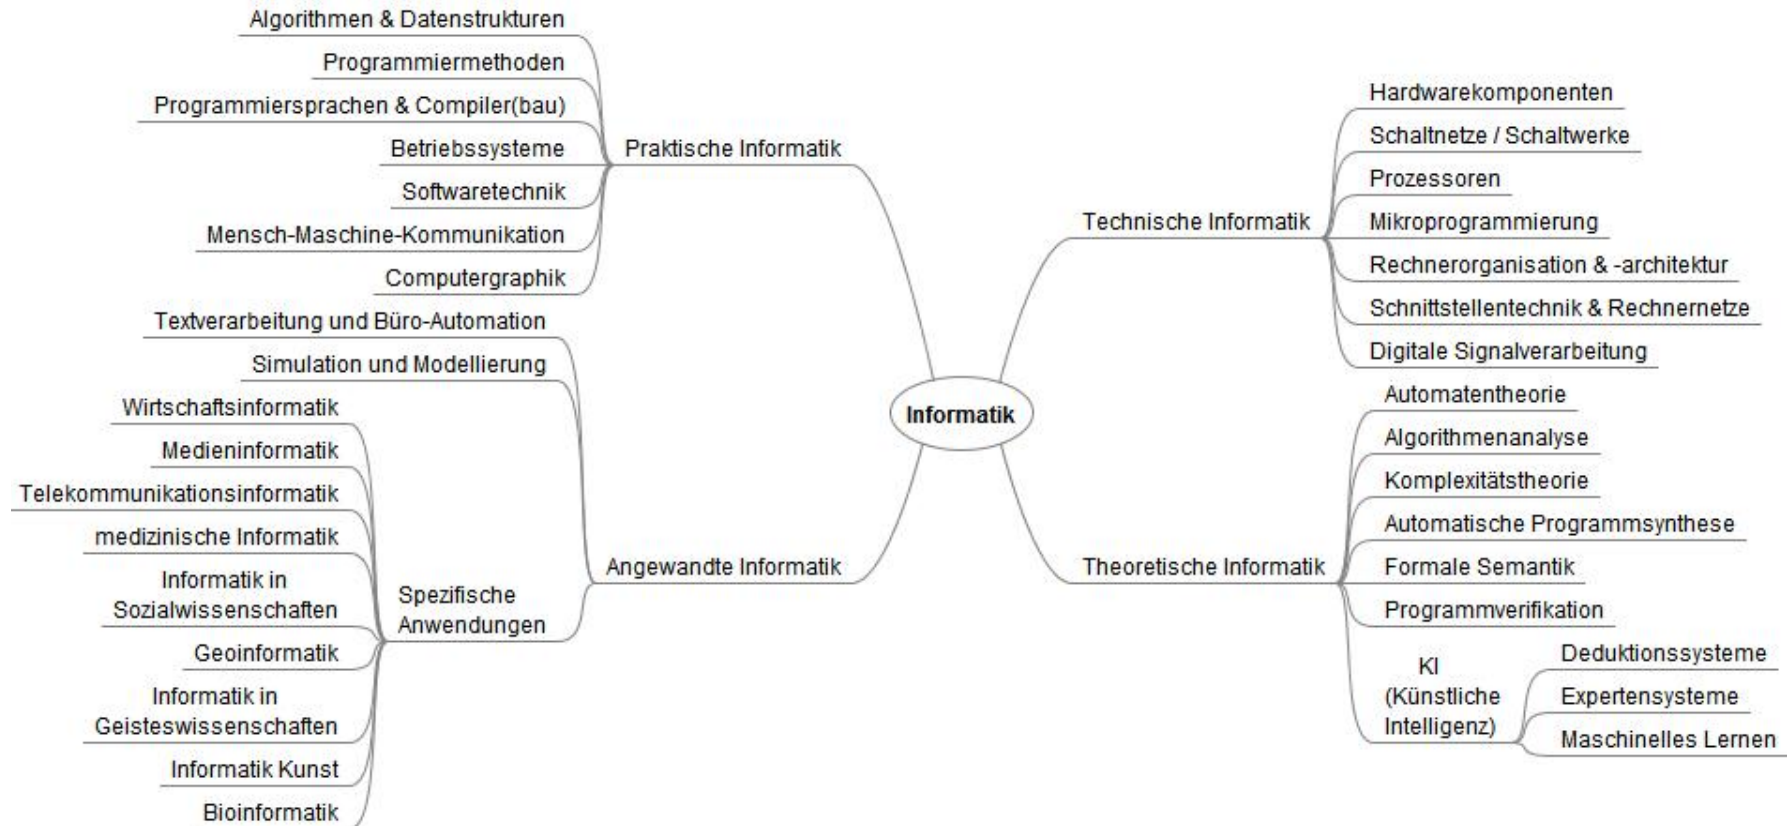 Algorithmen & Datenstrukturen
Programmiermethoden
Programmiersprachen & Compiler(bau)
Betriebssysteme
Softwaretechnik
Mensch-Maschine-Kommunikation
Computergraphik
Praktische Informatik
Textverarbeitung und Büro-Automation
Simulation und Modellierung
Wirtschaftsinformatik
Medieninformatik
Telekommunikationsinformatik
medizinische Informatik
Informatik in
Sozialwissenschaften
Geoinformatik
Informatik in
Geisteswissenschaften
Informatik Kunst
Bioinformatik
Spezifische
Anwendungen
Angewandte Informatik
Informatik
Technische Informatik
Hardwarekomponenten
Schaltnetze / Schaltwerke
Prozessoren
Mikroprogrammierung
Rechnerorganisation & -architektur
Schnittstellentechnik & Rechnernetze
Digitale Signalverarbeitung
Theoretische Informatik
Automatentheorie
Algorithmenanalyse
Komplexitätstheorie
Automatische Programmsynthese
Formale Semantik
Programmverifikation
KI
(Künstliche
Intelligenz)
Deduktionssysteme
Expertensysteme
Maschinelles Lernen